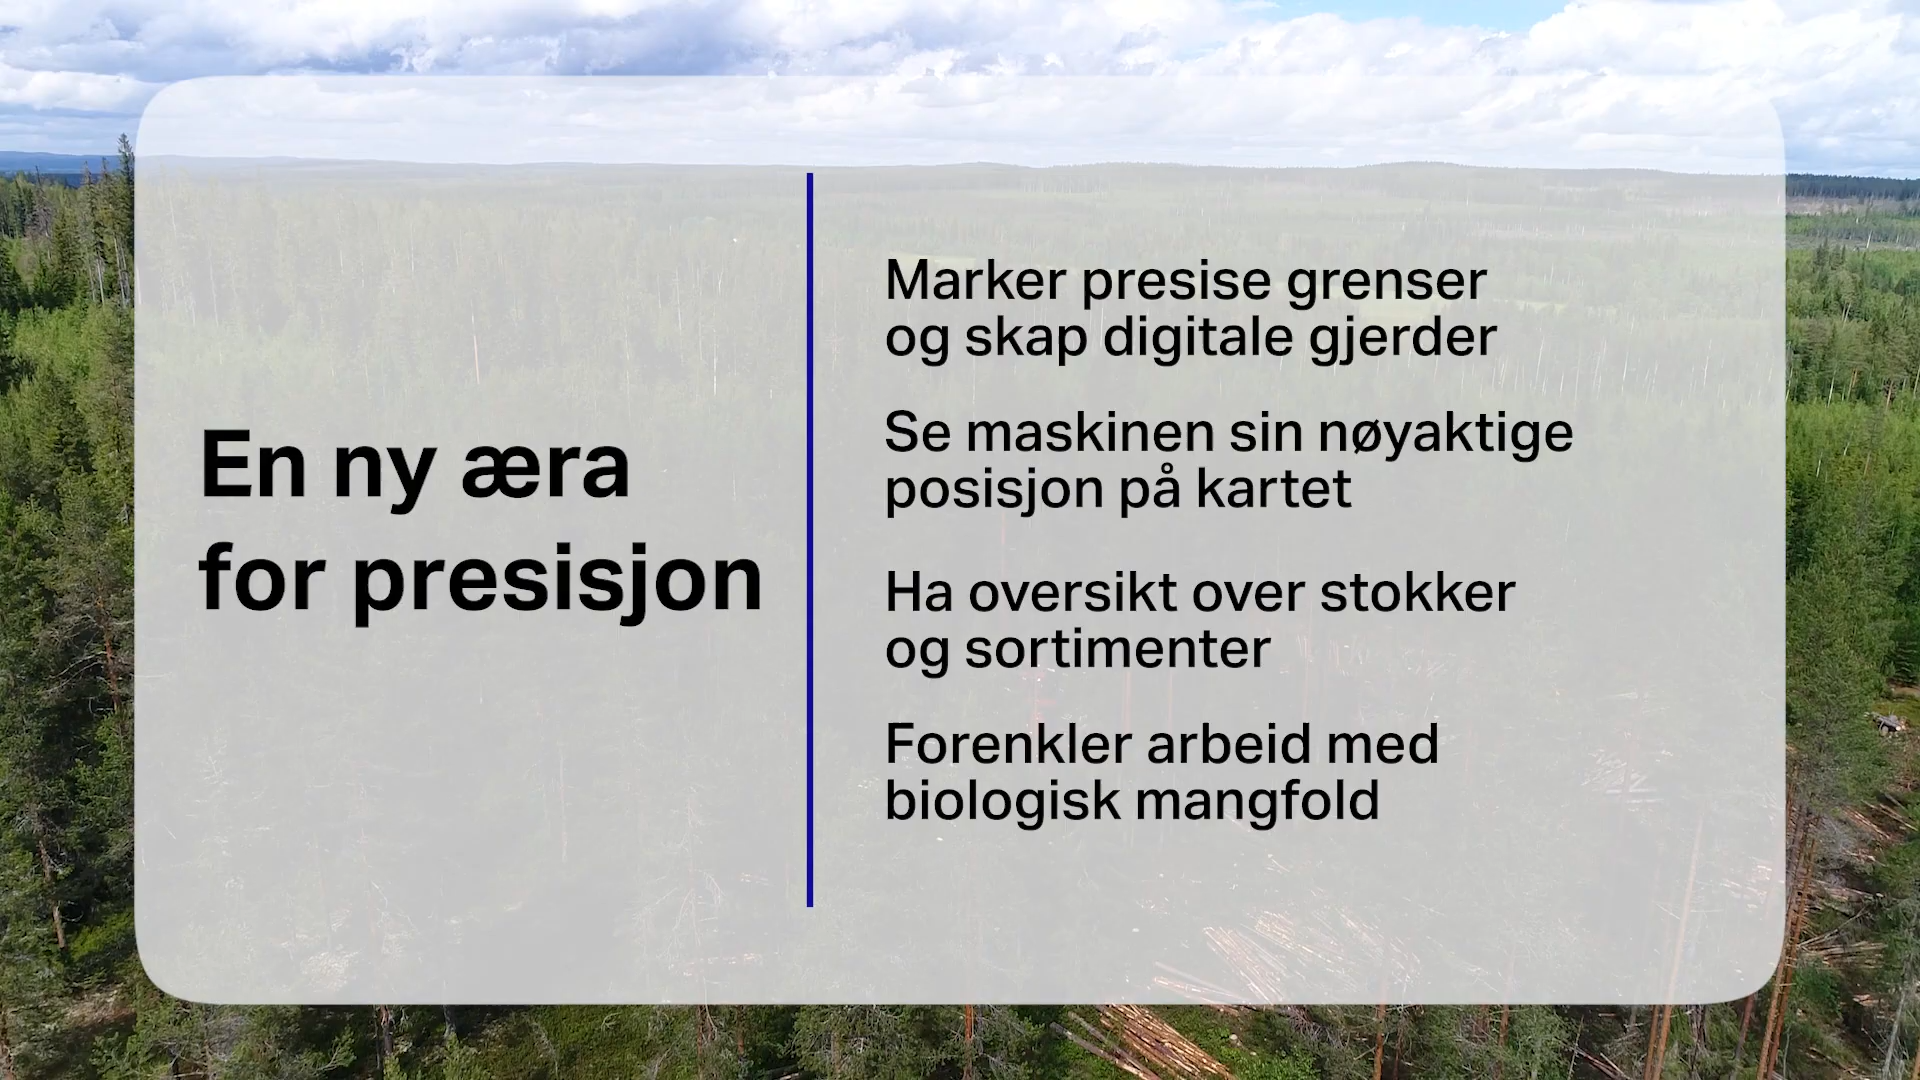 En ny æra
for presisjon
Marker presise grenser
og skap digitale gjerder
Se maskinen sin nøyaktige
posisjon på kartet
Ha oversikt over stokker
og sortimenter
Forenkler arbeid med
biologisk mangfold